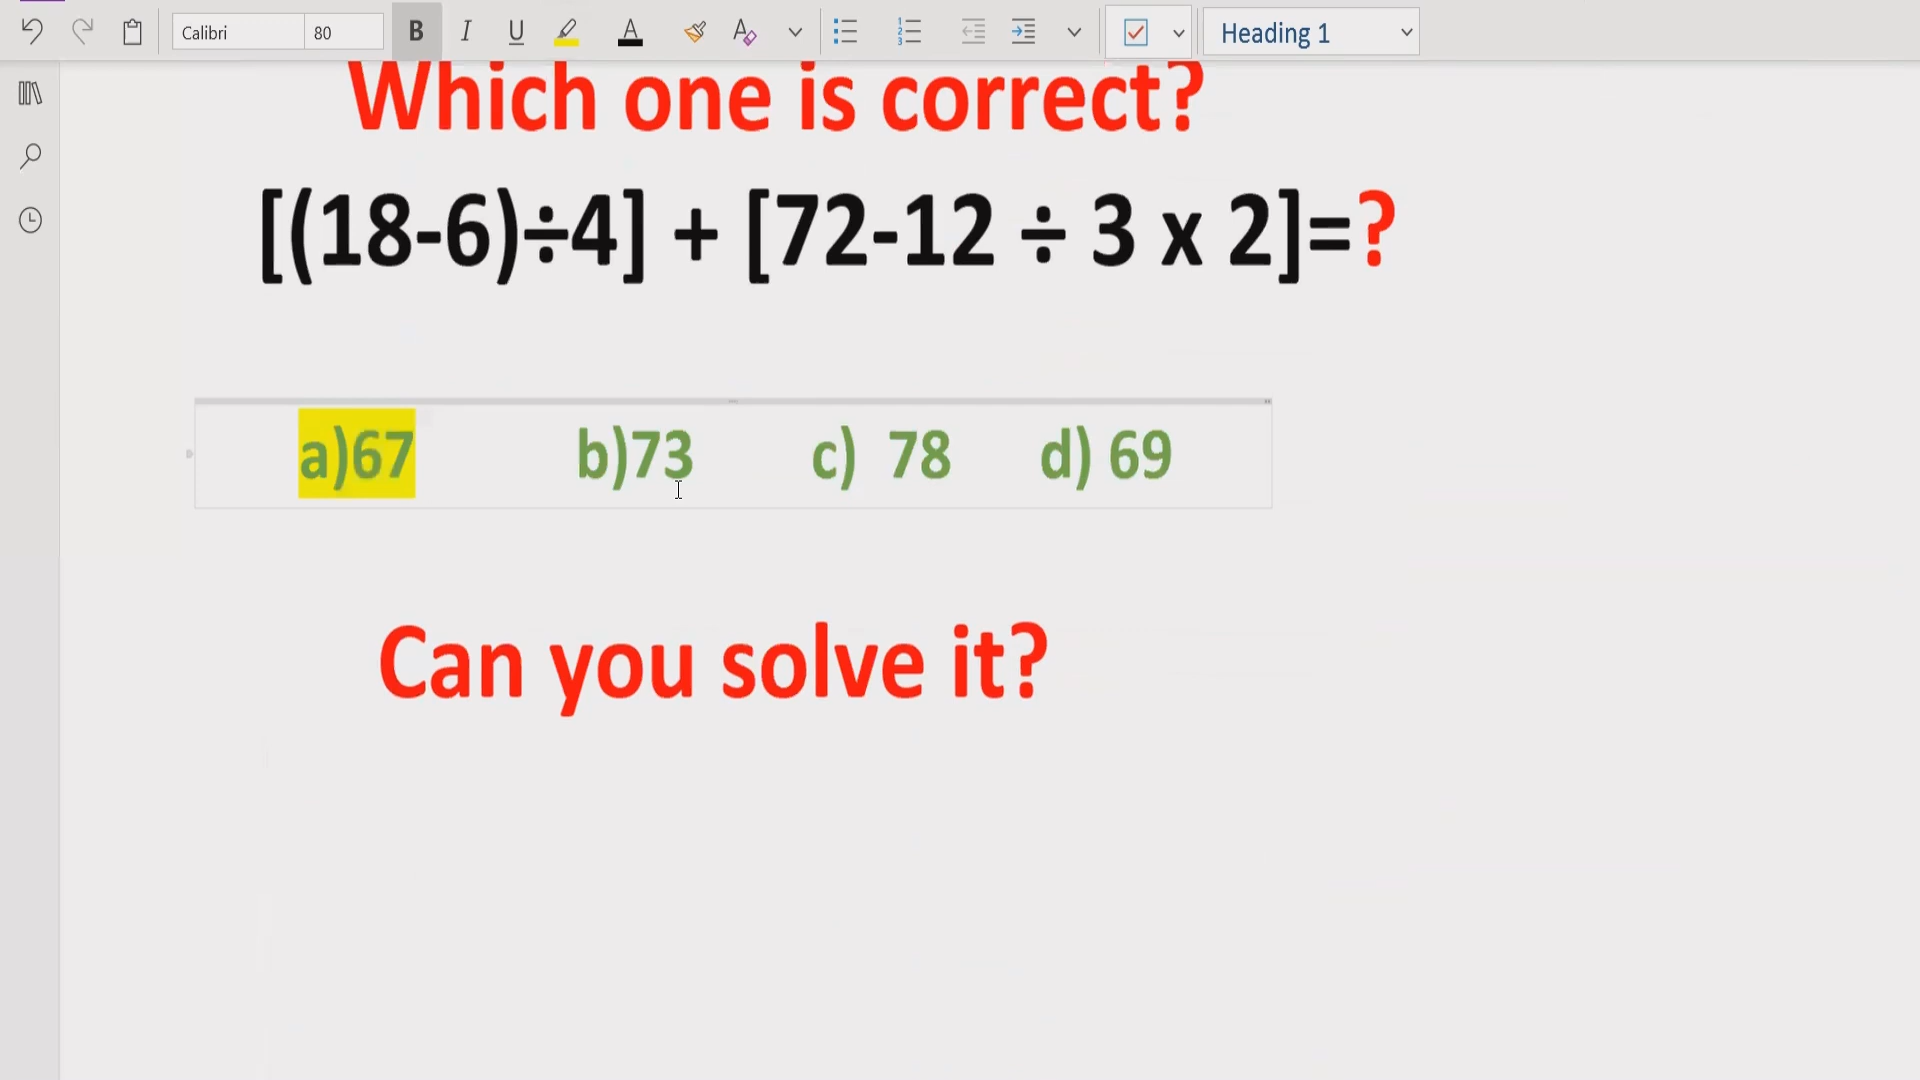 Calibri 80 B I U A A Heading 1
Which one is correct?
[(18-6)÷4] + [72-12 ÷ 3 x 2]=?
a)67 b)73 c) 78 d) 69
Can you solve it?